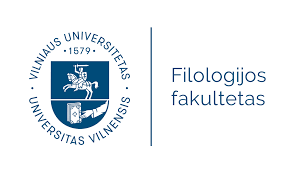 VILNIAUS UNIVERSITETAS
· 1579 ·
UNIVERSITAS VILNENSIS
Filologijos
fakultetas